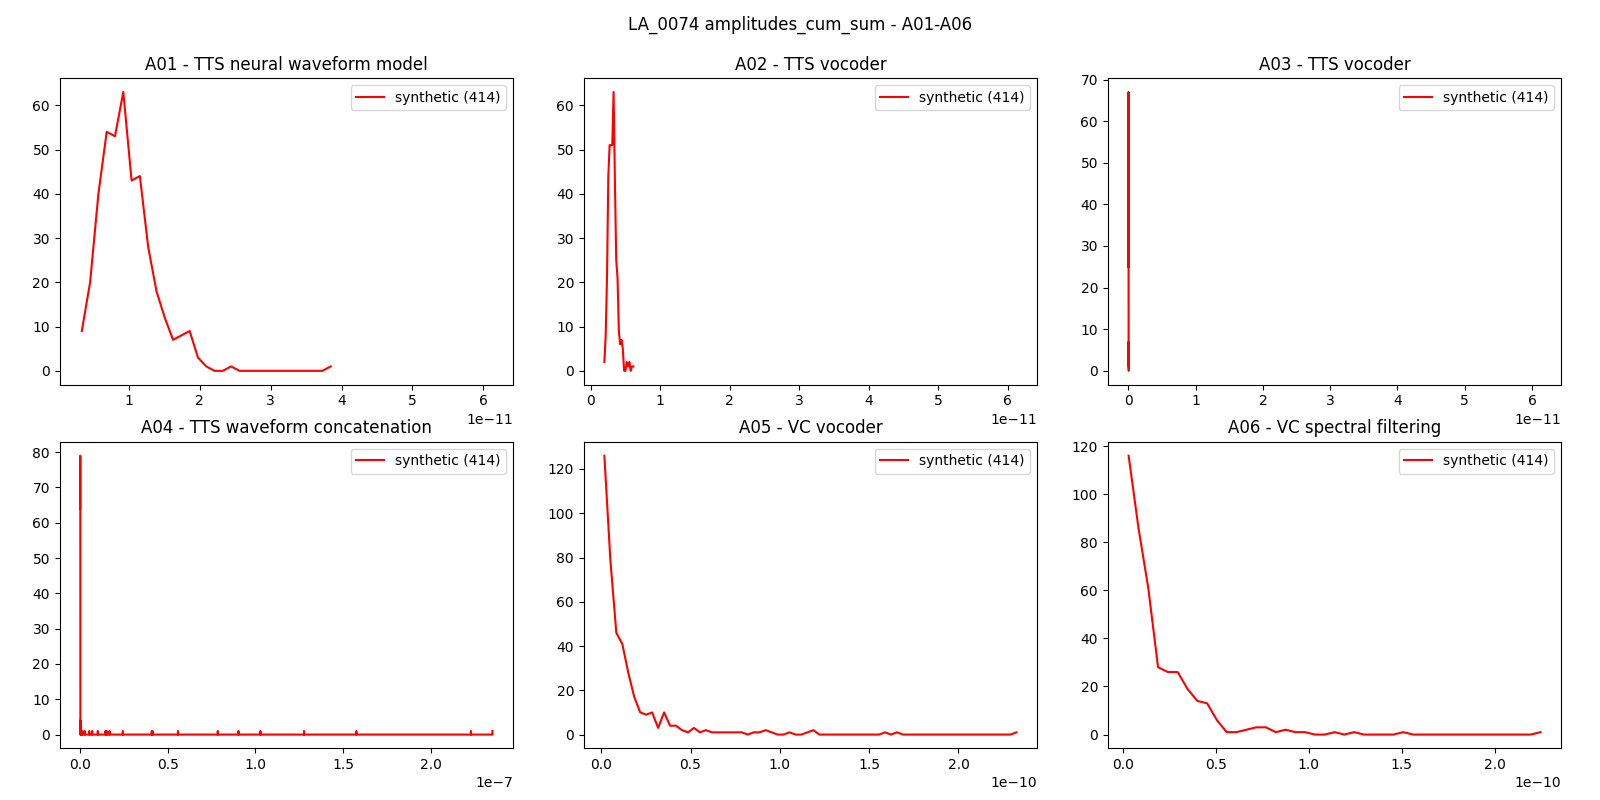 LA_0074 amplitudes_cum_sum - A01-A06
A01 - TTS neural waveform model
synthetic (414)
60
50
40
30
20
10
0
1 2 3 4 5 6
1e−11
A02 - TTS vocoder
synthetic (414)
60
50
40
30
20
10
0
0 1 2 3 4 5 6
1e−11
A03 - TTS vocoder
synthetic (414)
70
60
50
40
30
20
10
0
0 1 2 3 4 5 6
1e−11
A04 - TTS waveform concatenation
synthetic (414)
80
70
60
50
40
30
20
10
0
0.0 0.5 1.0 1.5 2.0
1e−7
A05 - VC vocoder
synthetic (414)
120
100
80
60
40
20
0
0.0 0.5 1.0 1.5 2.0
1e−10
A06 - VC spectral filtering
synthetic (414)
120
100
80
60
40
20
0
0.0 0.5 1.0 1.5 2.0
1e−10